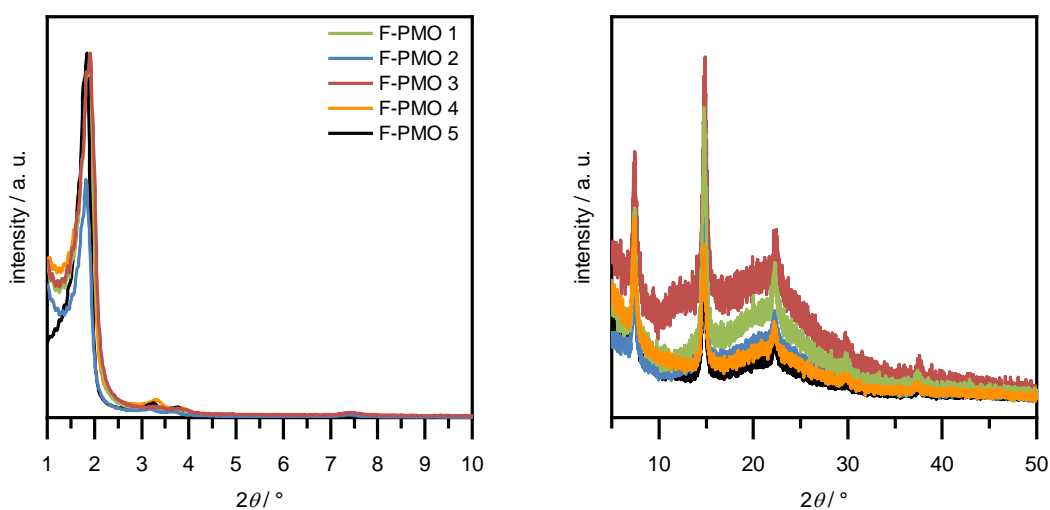 F-PMO 1
F-PMO 2
F-PMO 3
F-PMO 4
F-PMO 5
intensity / a. u.
1 2 3 4 5 6 7 8 9 10
2θ / °
intensity / a. u.
10 20 30 40 50
2θ / °